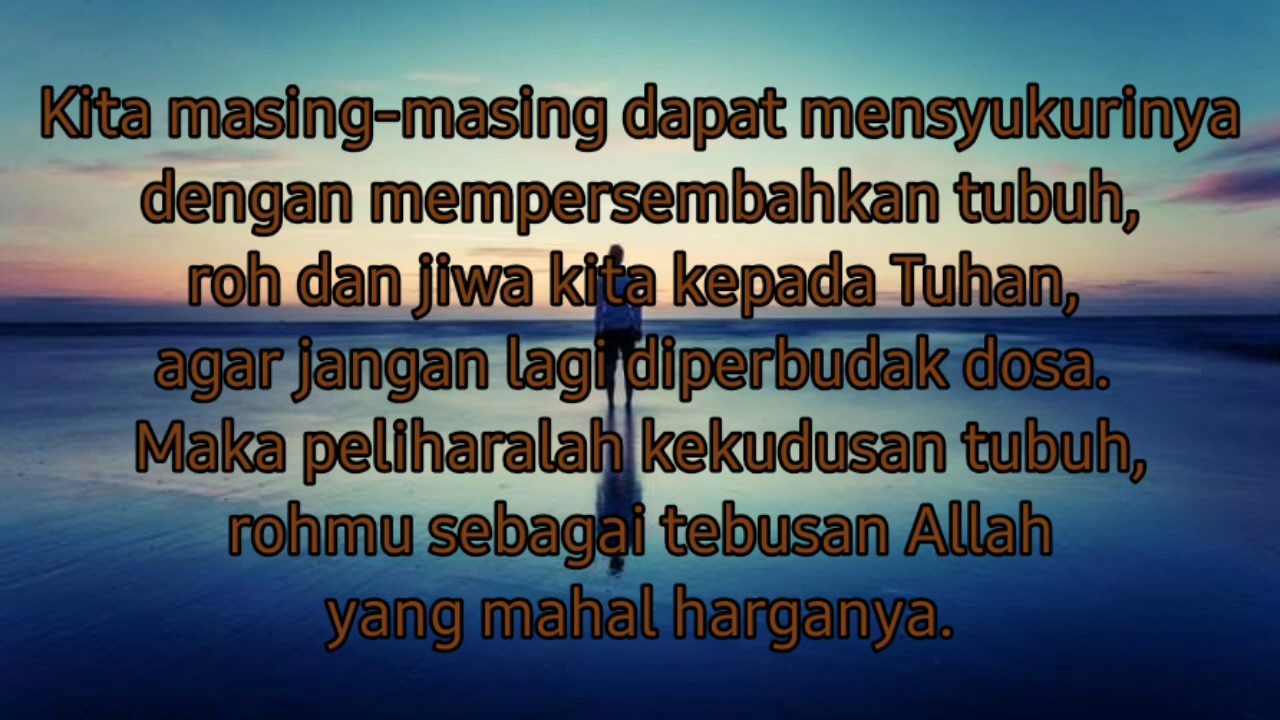 Kita masing-masing dapat mensyukurinya
dengan mempersembahkan tubuh,
roh dan jiwa kita kepada Tuhan,
agar jangan lagi diperbudak dosa.
Maka peliharalah kekudusan tubuh,
rohmu sebagai tebusan Allah
yang mahal harganya.